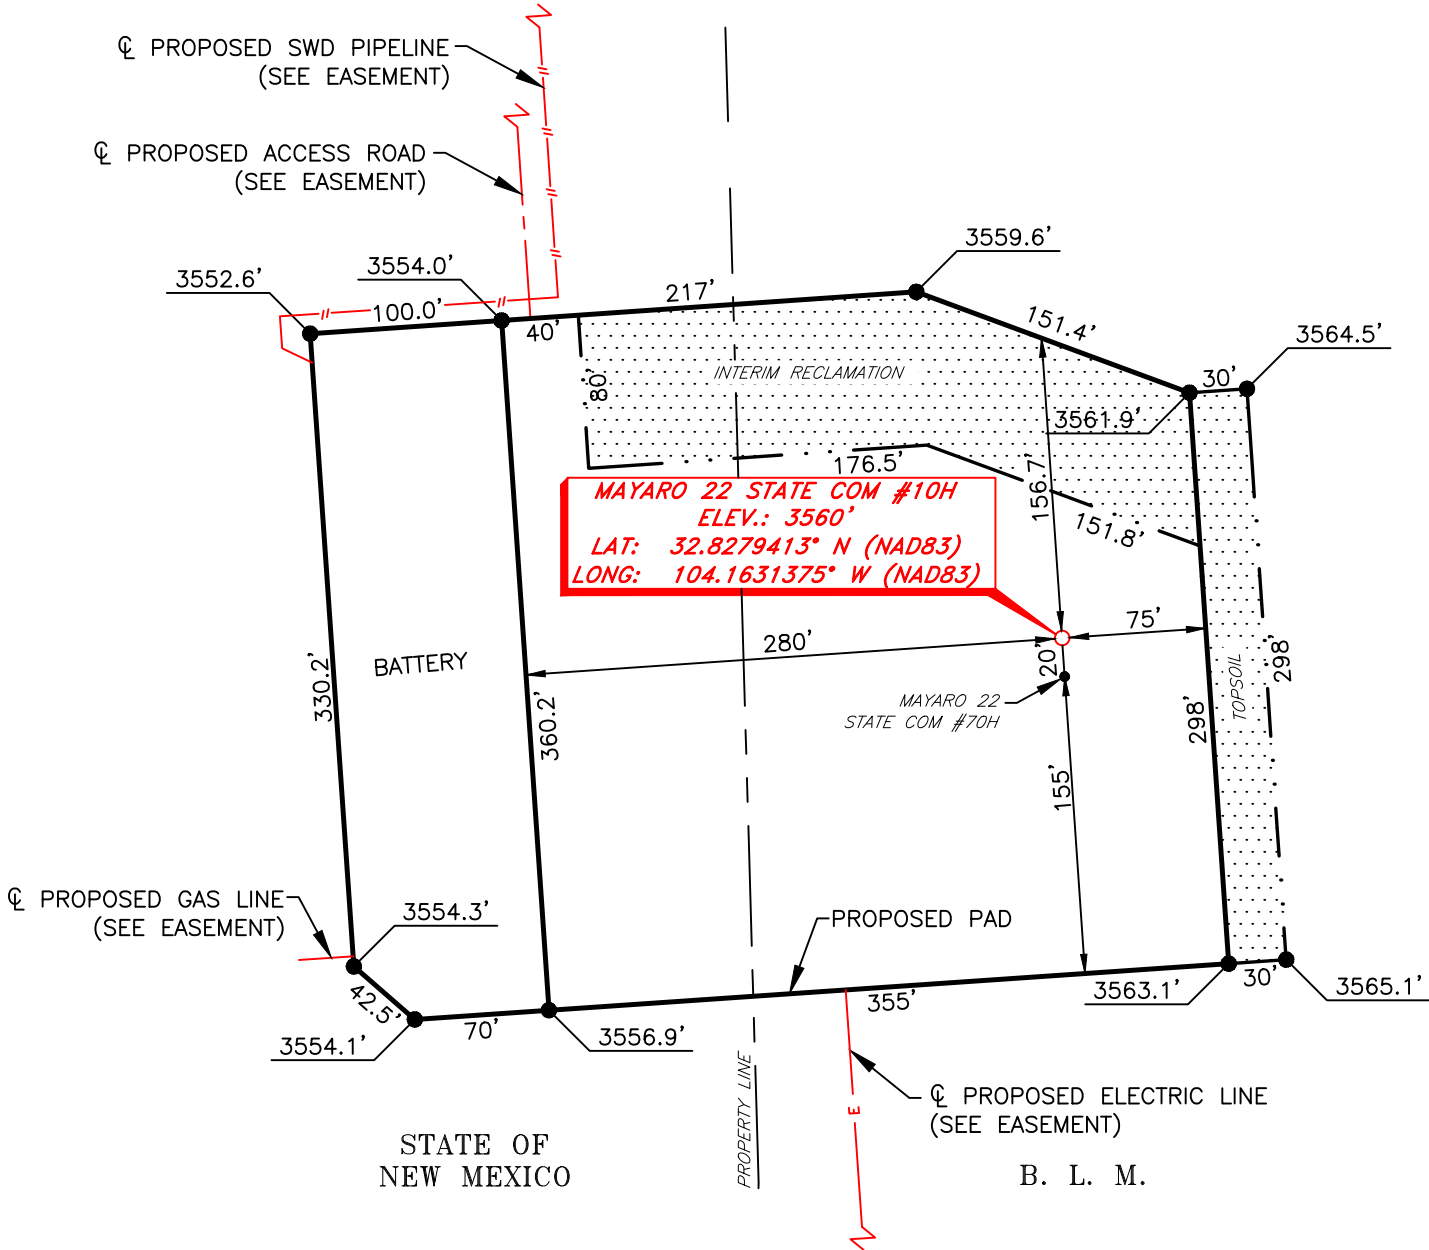 ℄ PROPOSED SWD PIPELINE
(SEE EASEMENT)
℄ PROPOSED ACCESS ROAD
(SEE EASEMENT)
3552.6'
3554.0'
3559.6'
3564.5'
100.0'
40'
217'
151.4'
30'
3561.9'
INTERIM RECLAMATION
80'
176.5'
156.7'
151.8'
MAYARO 22 STATE COM #10H
ELEV.: 3560'
LAT: 32.8279413° N (NAD83)
LONG: 104.1631375° W (NAD83)
280'
75'
20'
BATTERY
330.2'
360.2'
MAYARO 22
STATE COM #70H
TOPSOIL
298'
298'
155'
℄ PROPOSED GAS LINE
(SEE EASEMENT)
3554.3'
PROPOSED PAD
42.5'
70'
355'
3563.1'
30'
3565.1'
3554.1'
3556.9'
PROPERTY LINE
℄ PROPOSED ELECTRIC LINE
(SEE EASEMENT)
E
STATE OF
NEW MEXICO
B. L. M.